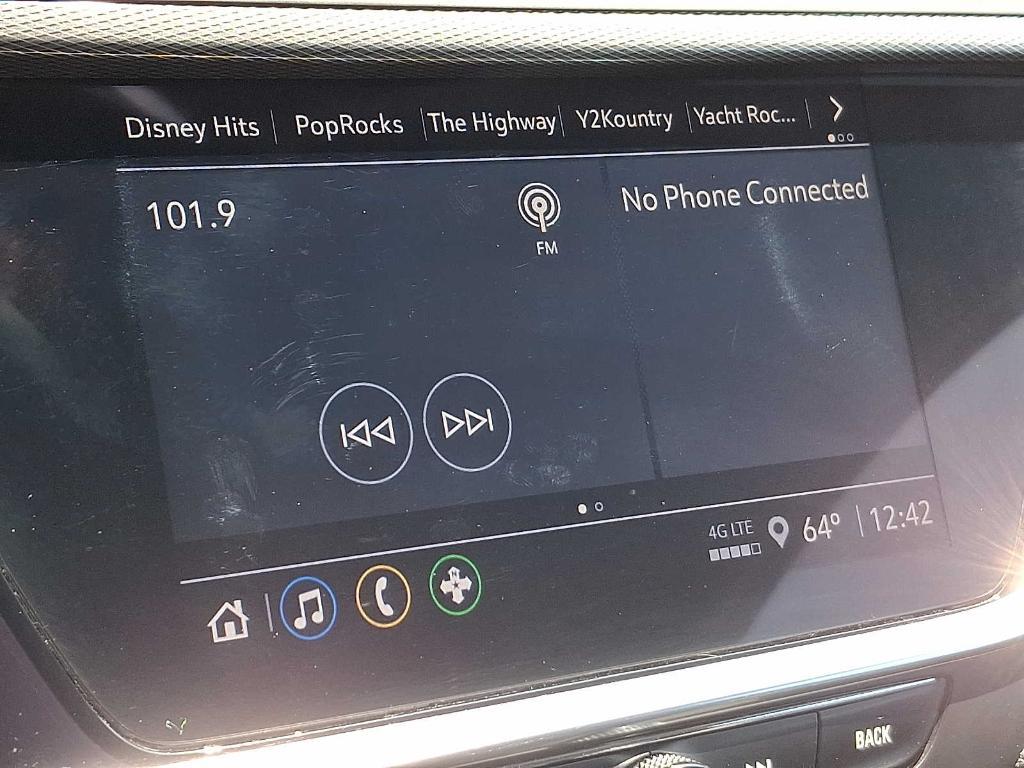 Disney Hits PopRocks The Highway Y2Kountry Yacht Roc...
101.9 No Phone Connected
FM
4G LTE 64° 12:42
N
BACK